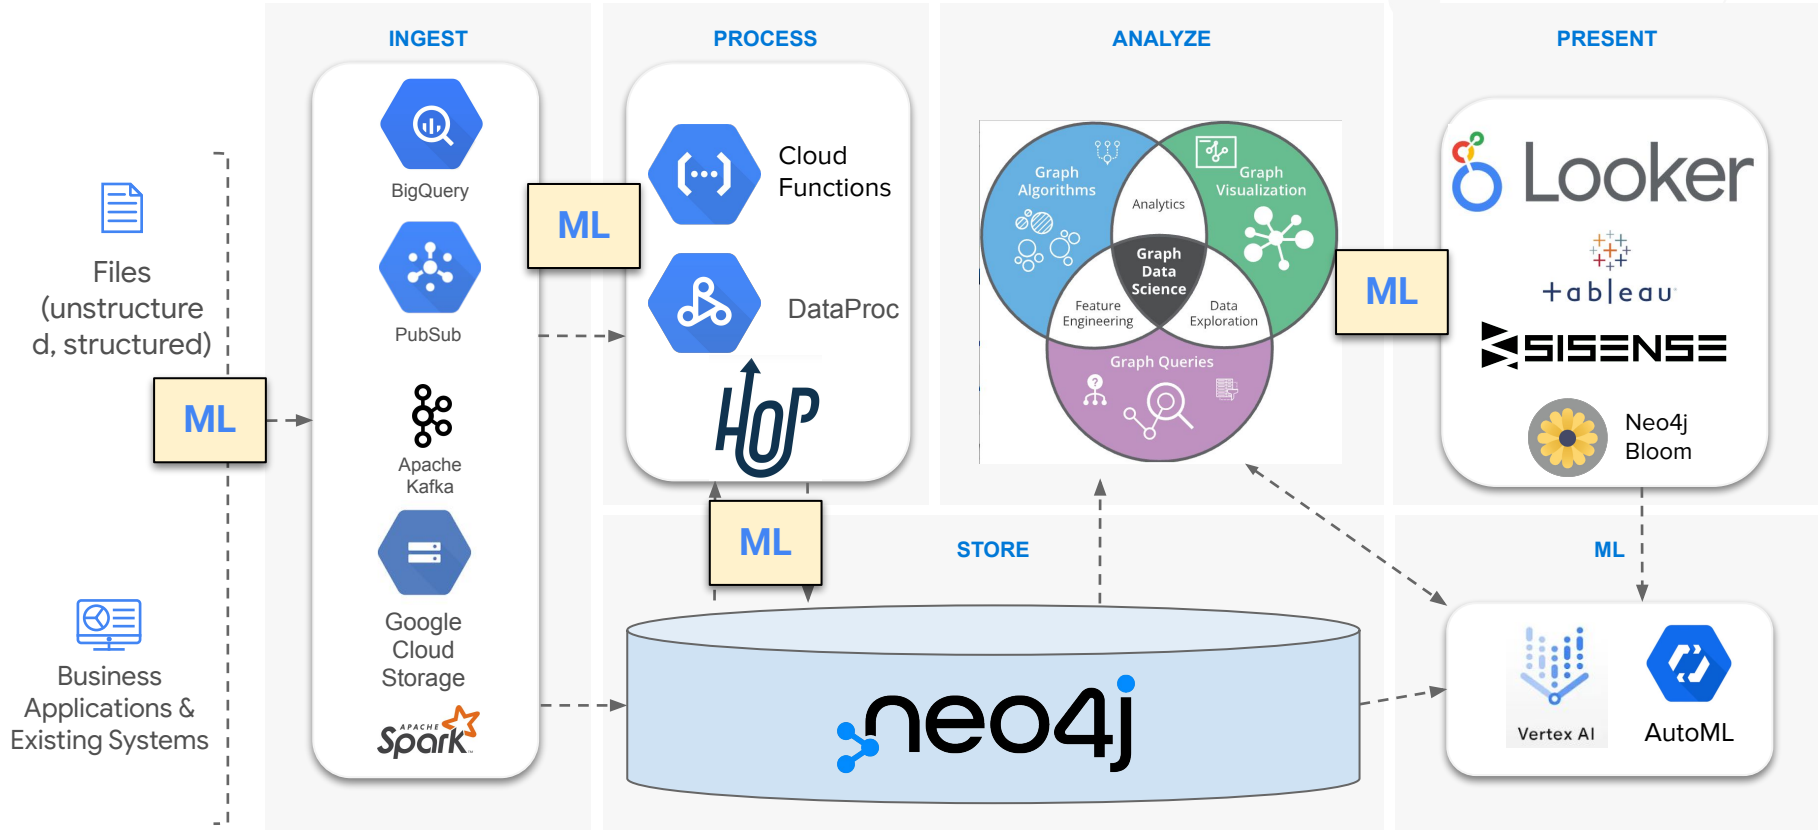 INGEST
PROCESS
ANALYZE
PRESENT
Files
(unstructure
d, structured)
ML
Business
Applications &
Existing Systems
BigQuery
PubSub
Apache
Kafka
Google
Cloud
Storage
APACHE
Spark
ML
Cloud
Functions
DataProc
HOP
ML
Graph
Algorithms
Graph
Visualization
Analytics
Graph
Data
Science
Feature
Engineering
Data
Exploration
Graph Queries
?
ML
Looker
+ableau
SISENSE
Neo4j
Bloom
STORE
neo4j
ML
Vertex AI
AutoML